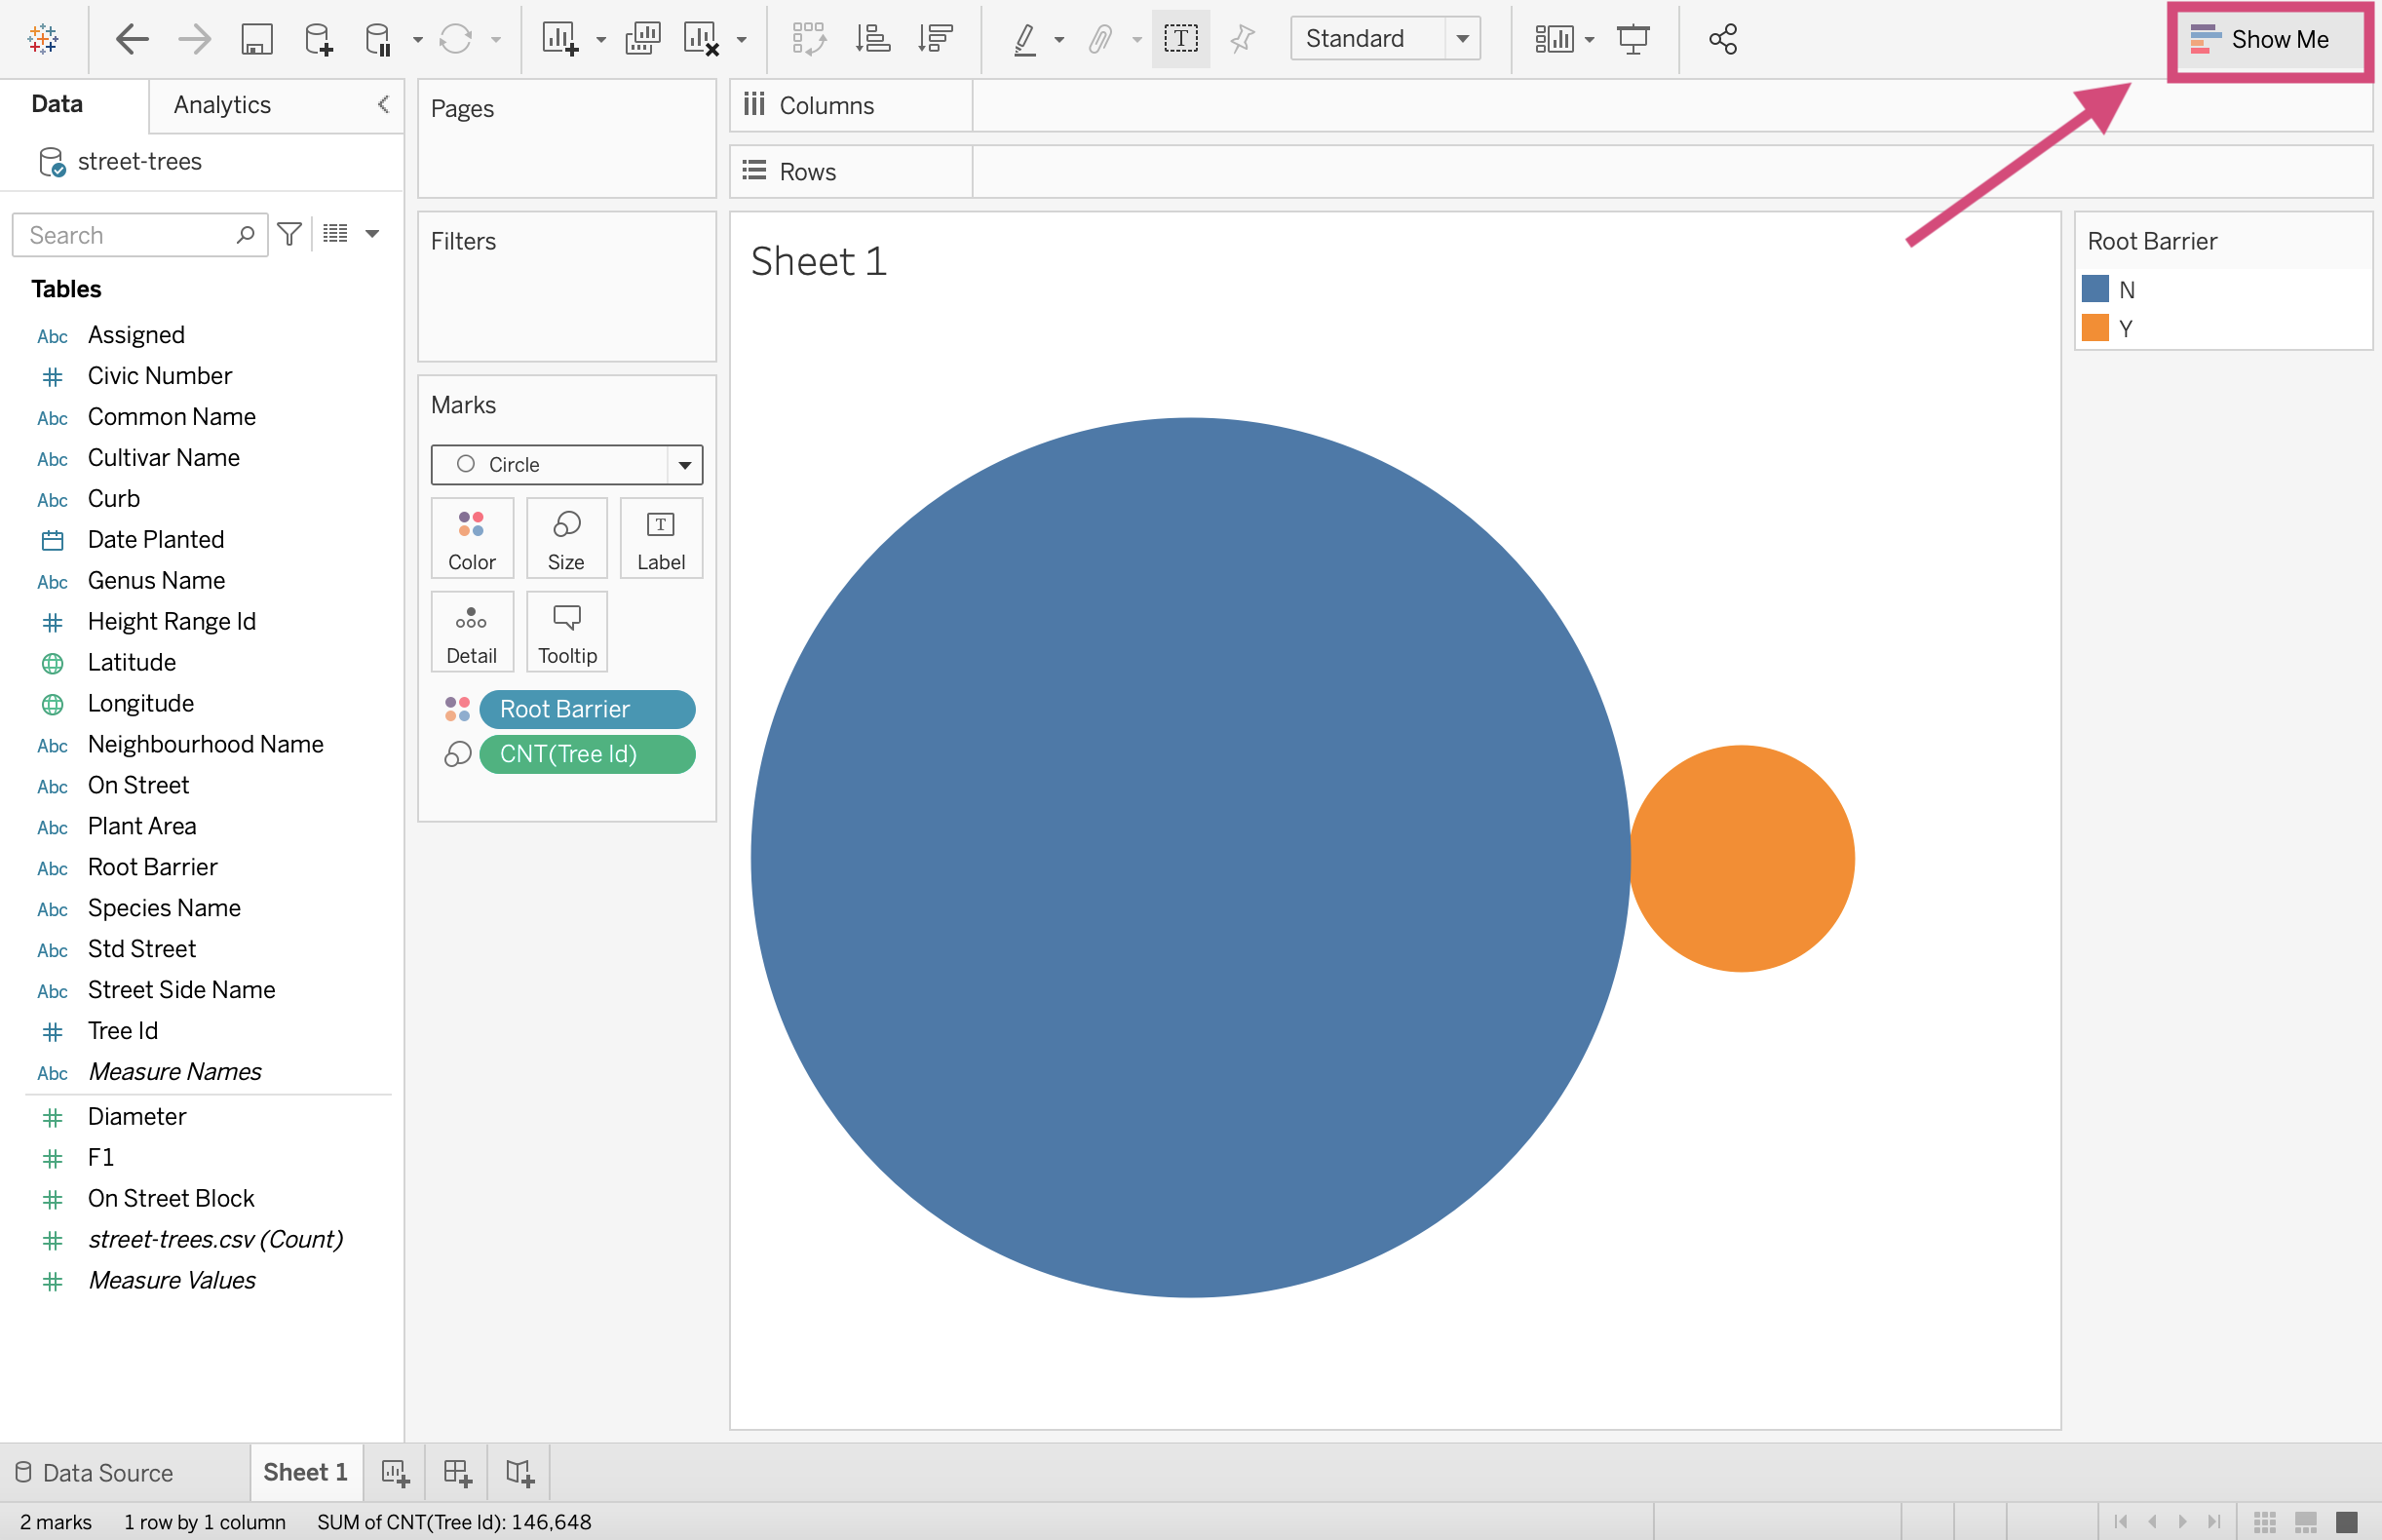 Standard
Show Me
Data
Analytics
street-trees
Search
Tables
Abc Assigned
Civic Number
Abc Common Name
Abc Cultivar Name
Abc Curb
Date Planted
Abc Genus Name
Height Range Id
Latitude
Longitude
Abc Neighbourhood Name
Abc On Street
Abc Plant Area
Abc Root Barrier
Abc Species Name
Abc Std Street
Abc Street Side Name
Tree Id
Abc Measure Names
Diameter
F1
On Street Block
street-trees.csv (Count)
Measure Values
Pages
Filters
Marks
Circle
Color Size Label
Detail Tooltip
Root Barrier
CNT(Tree Id)
Columns
Rows
Sheet 1
Root Barrier
N
Y
Data Source
Sheet 1
2 marks 1 row by 1 column SUM of CNT(Tree Id): 146,648